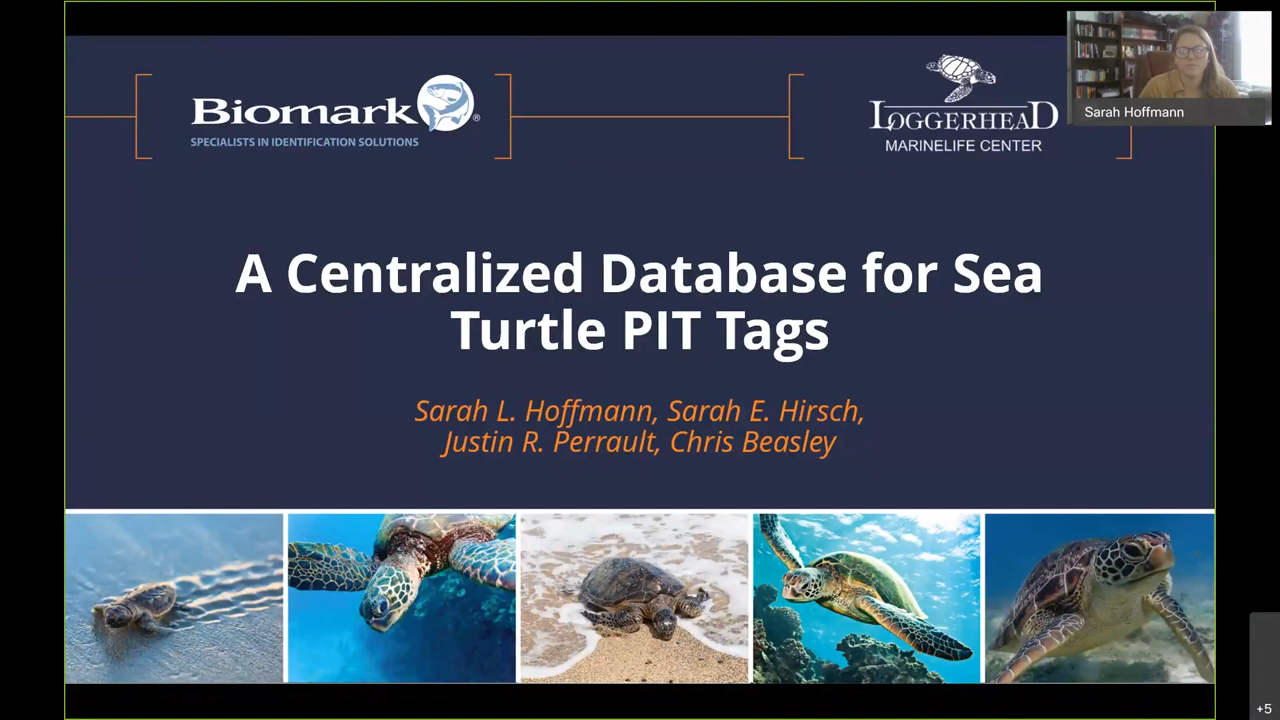 Biomark®
SPECIALISTS IN IDENTIFICATION SOLUTIONS
LOGGERHEAD
MARINELIFE CENTER
Sarah Hoffmann
A Centralized Database for Sea
Turtle PIT Tags
Sarah L. Hoffmann, Sarah E. Hirsch,
Justin R. Perrault, Chris Beasley
+5